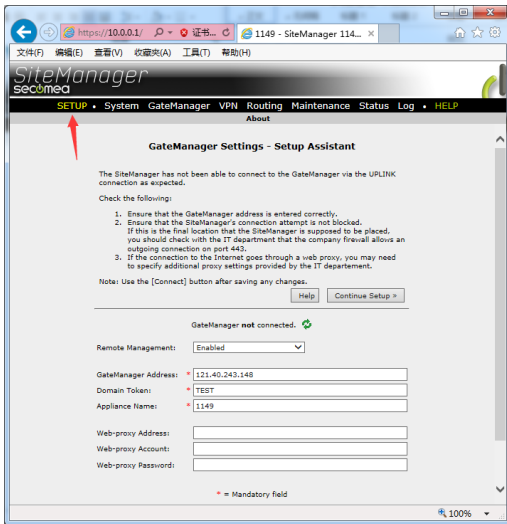 https://10.0.0.1/
证书...
1149 - SiteManager 114...
文件(F) 编辑(E) 查看(V) 收藏夹(A) 工具(T) 帮助(H)
SiteManager
secomea
SETUP • System GateManager VPN Routing Maintenance Status Log • HELP
About
GateManager Settings - Setup Assistant
The SiteManager has not been able to connect to the GateManager via the UPLINK
connection as expected.
Check the following:
1. Ensure that the GateManager address is entered correctly.
2. Ensure that the SiteManager's connection attempt is not blocked.
If this is the final location that the SiteManager is supposed to be placed,
you should check with the IT department that the company firewall allows an
outgoing connection on port 443.
3. If the connection to the Internet goes through a web proxy, you may need
to specify additional proxy settings provided by the IT departement.
Note: Use the [Connect] button after saving any changes.
Help Continue Setup >
GateManager not connected.
Remote Management: Enabled
GateManager Address: * 121.40.243.148
Domain Token: * TEST
Appliance Name: * 1149
Web-proxy Address:
Web-proxy Account:
Web-proxy Password:
* = Mandatory field
100%